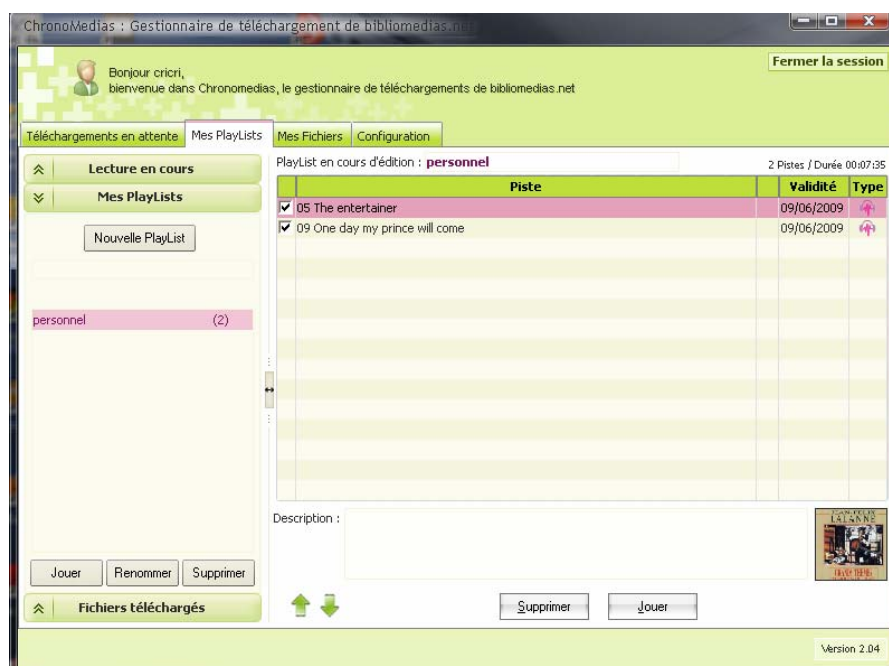 ChronoMedias : Gestionnaire de téléchargement de bibliomedias.net
Fermer la session
Bonjour cricri,
bienvenue dans Chronomedias, le gestionnaire de téléchargements de bibliomedias.net
Téléchargements en attente Mes PlayLists Mes Fichiers Configuration
Lecture en cours
Mes PlayLists
Nouvelle PlayList
personnel (2)
Jouer Renommer Supprimer
Fichiers téléchargés
PlayList en cours d'édition : personnel
2 Pistes / Durée 00:07:35
Piste Validité Type
05 The entertainer 09/06/2009
09 One day my prince will come 09/06/2009
Description :
LALANNE
Supprimer Jouer
Version 2.04